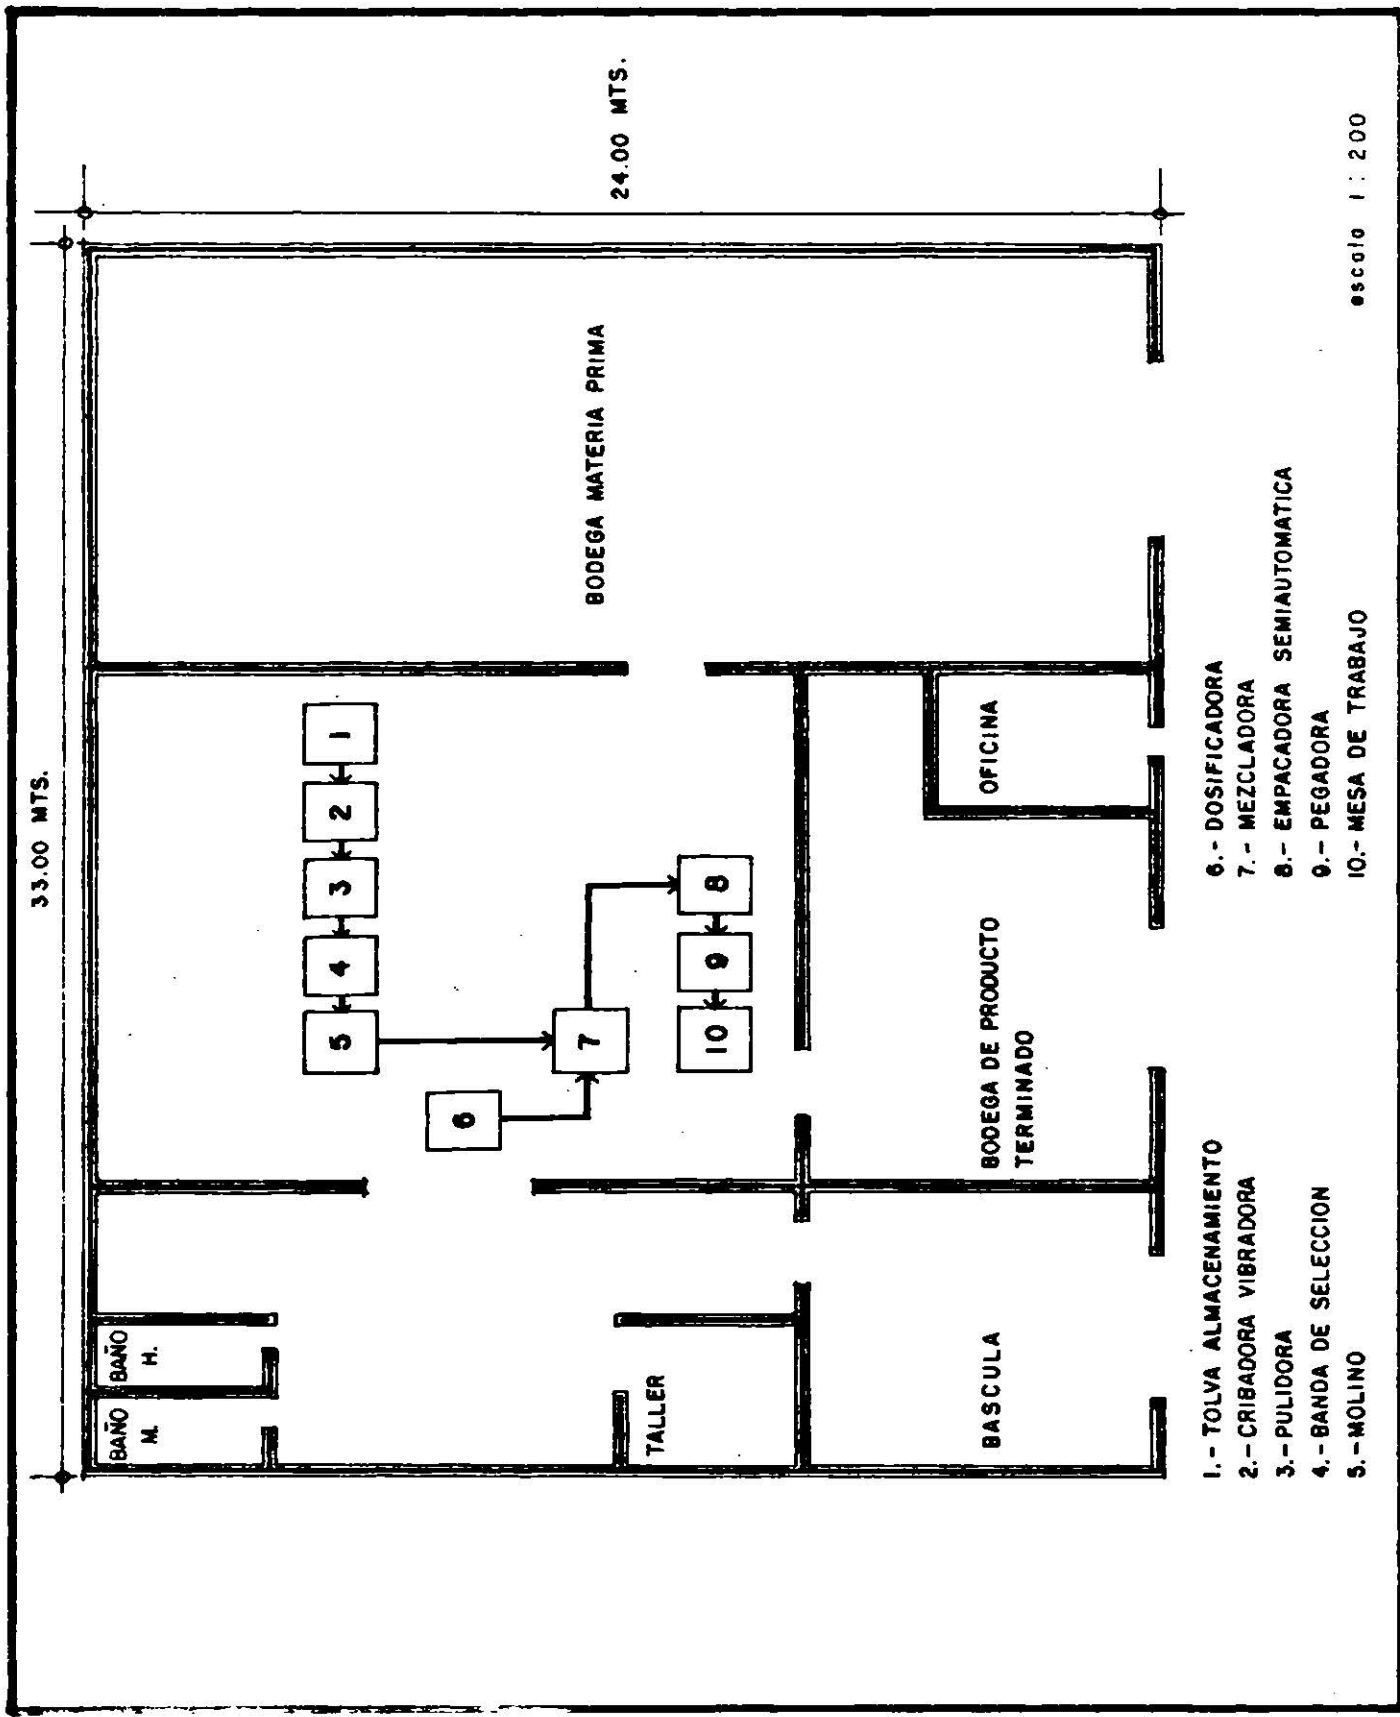 33.00 MTS.
24.00 MTS.
BAÑO
M.
BAÑO
H.
BODEGA MATERIA PRIMA
5
4
3
2
1
6
7
10
9
8
TALLER
BASCULA
BODEGA DE PRODUCTO
TERMINADO
OFICINA
1.- TOLVA ALMACENAMIENTO
2.- CRIBADORA VIBRADORA
3.- PULIDORA
4.- BANDA DE SELECCION
5.- MOLINO
6.- DOSIFICADORA
7.- MEZCLADORA
8.- EMPACADORA SEMIAUTOMATICA
9.- PEGADORA
10.- MESA DE TRABAJO
escala 1:200